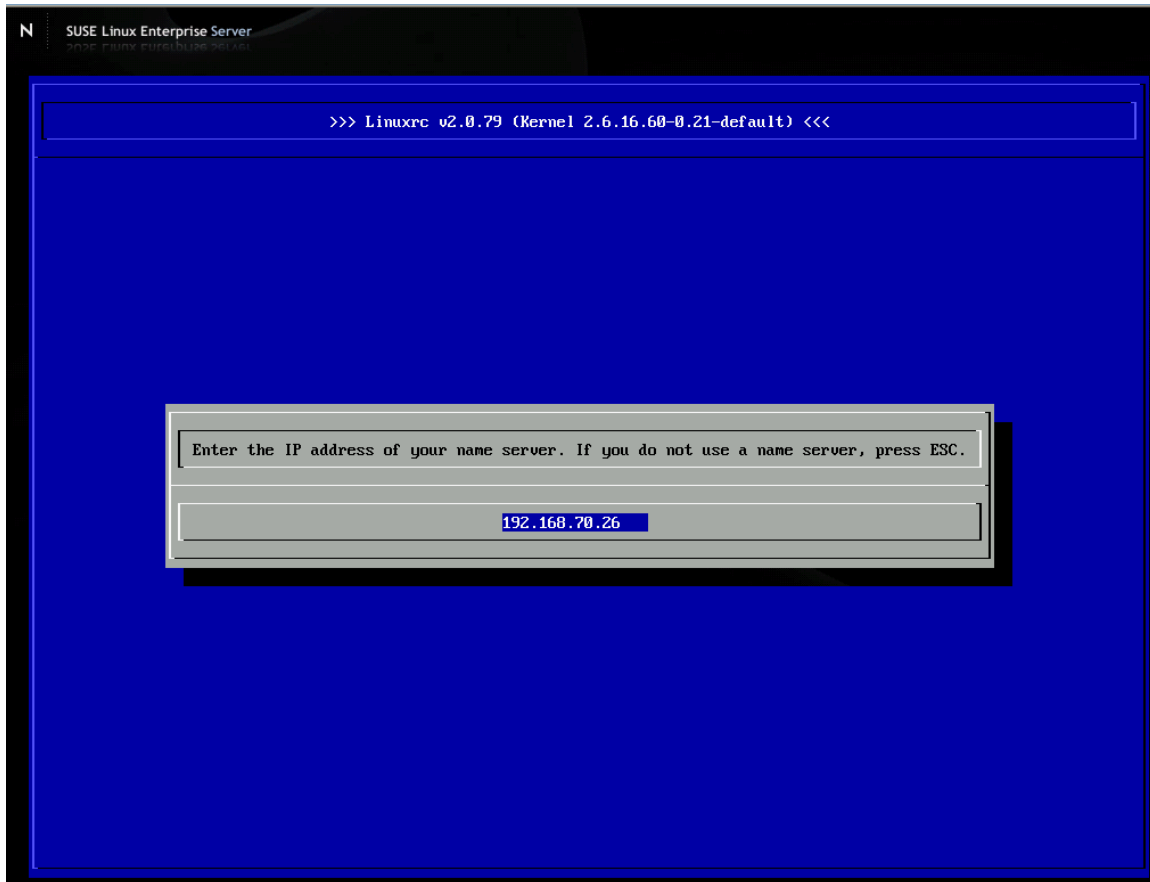 N SUSE Linux Enterprise Server
>>> Linuxrc v2.0.79 (Kernel 2.6.16.60-0.21-default) <<<
Enter the IP address of your name server. If you do not use a name server, press ESC.
192.168.70.26